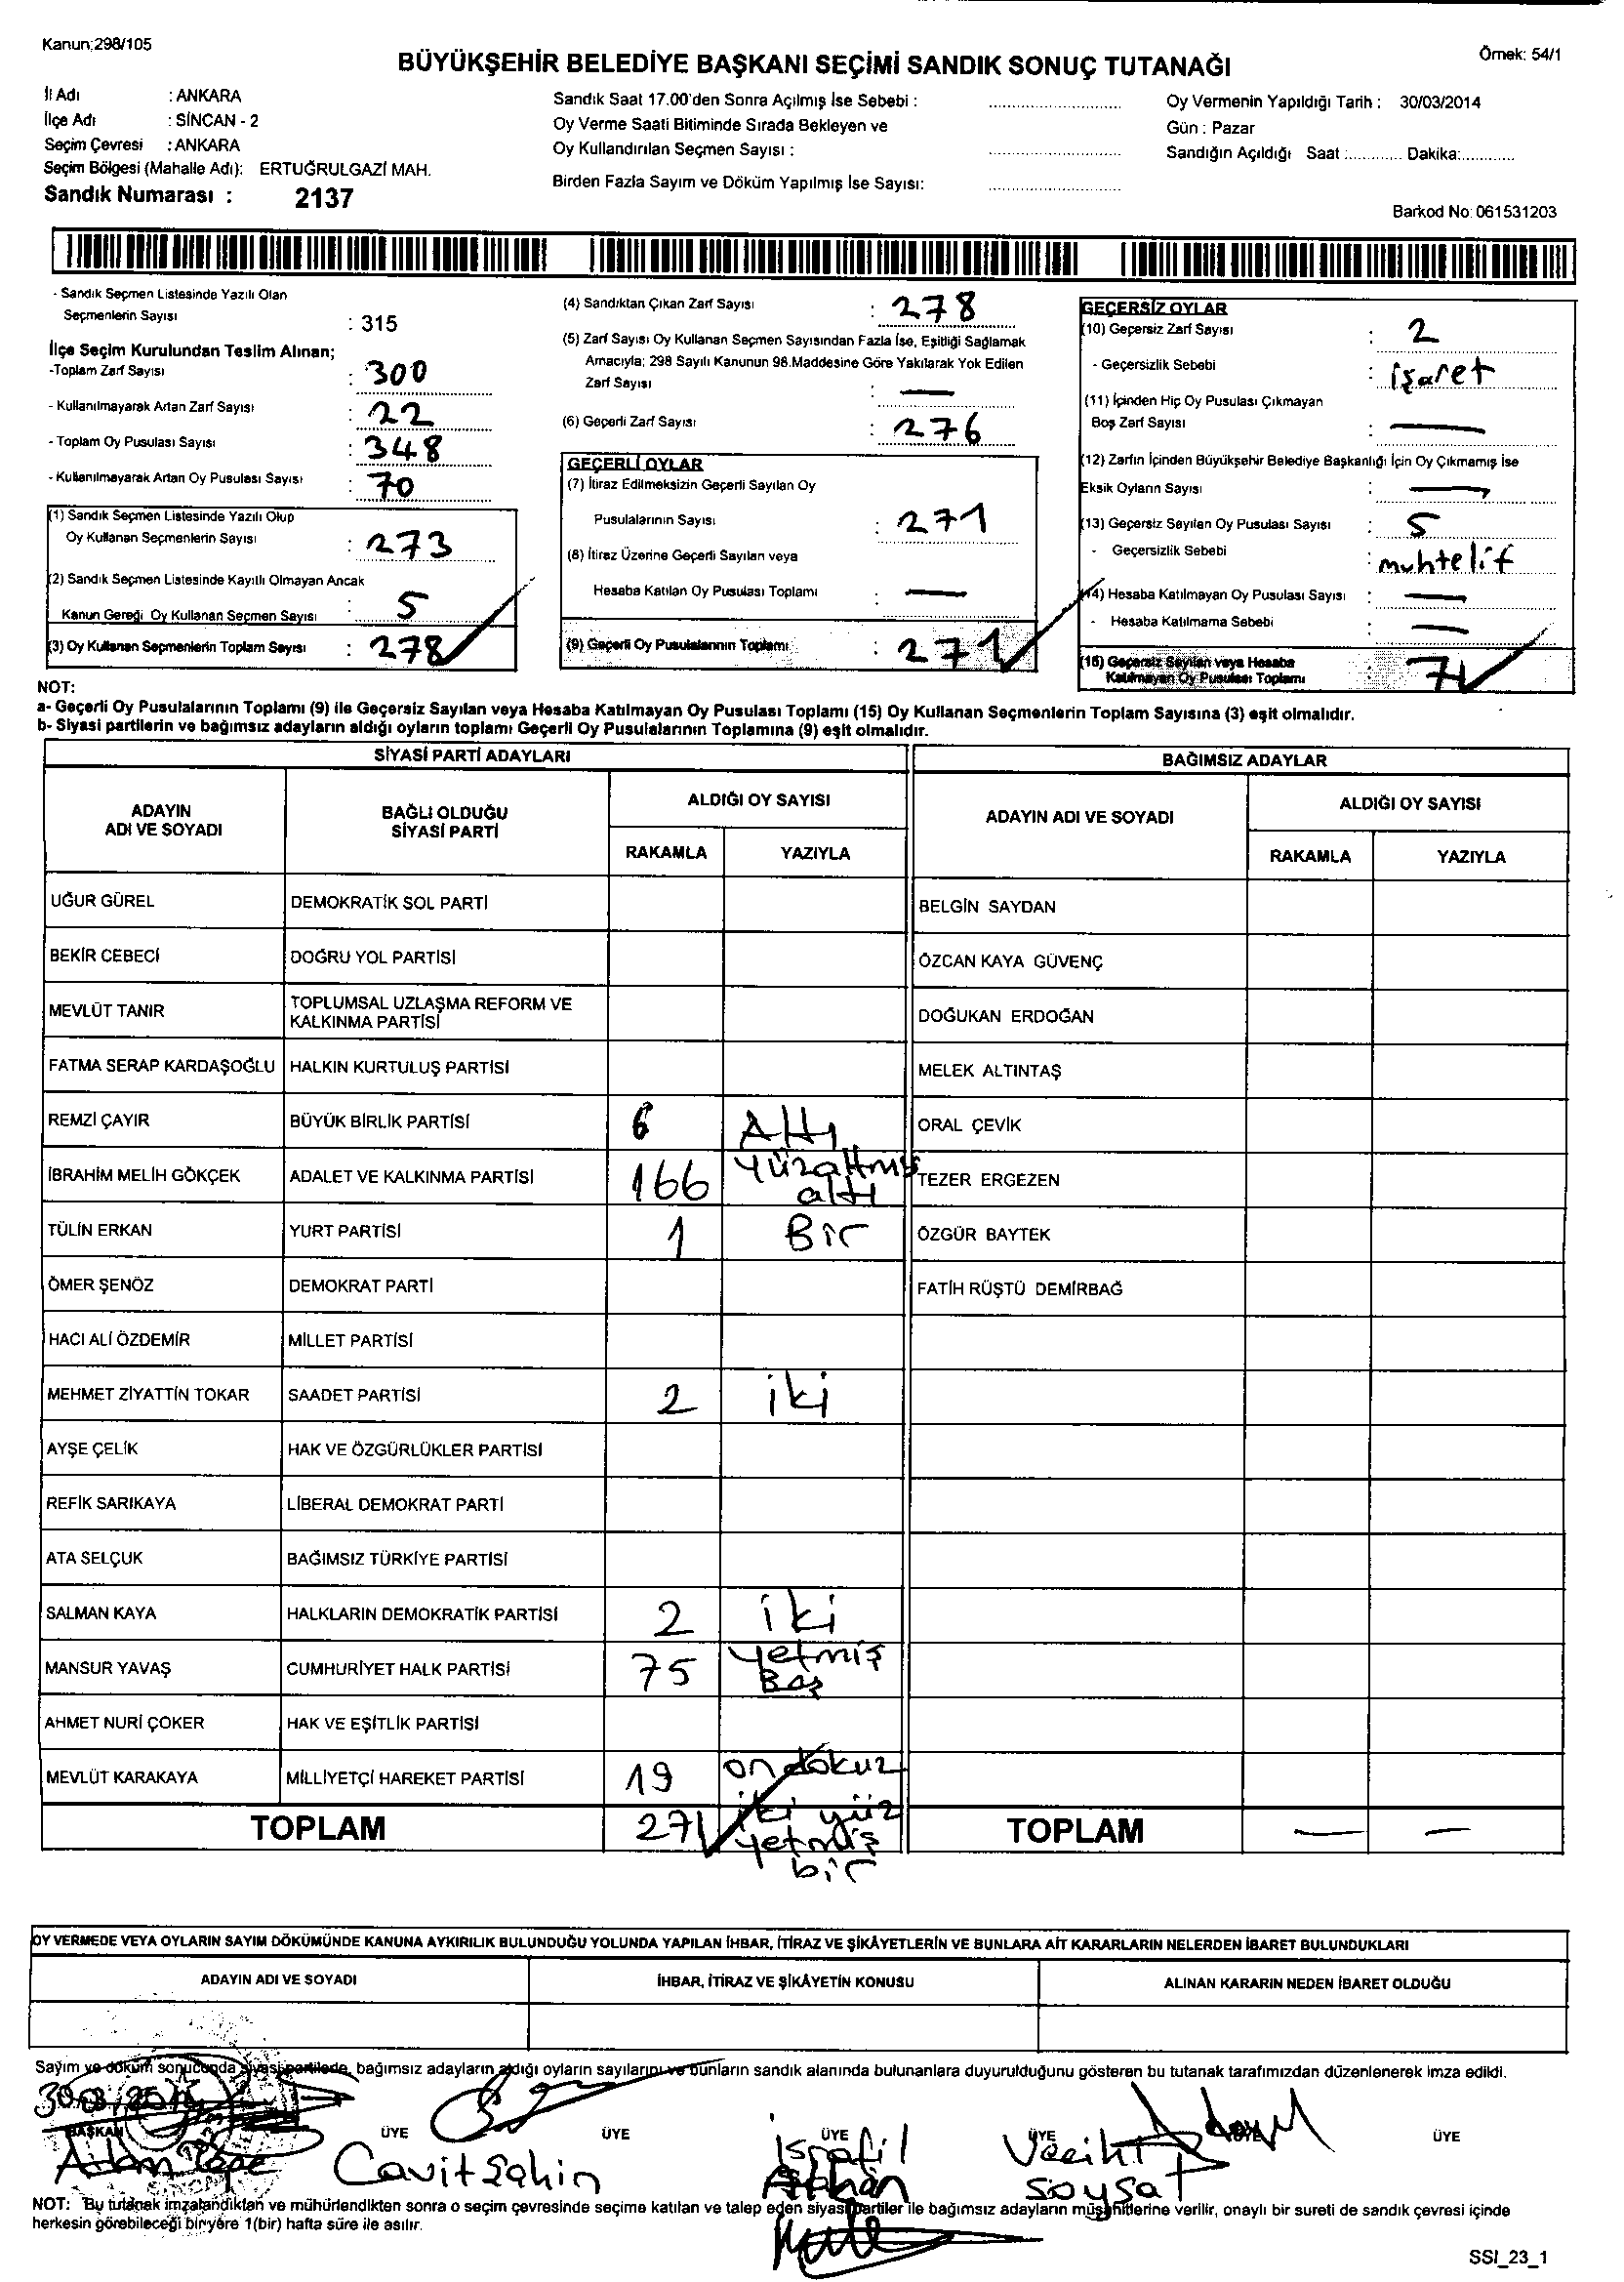 Kanun;298/105
Örnek: 54/1
BÜYÜKŞEHİR BELEDİYE BAŞKANI SEÇİMİ SANDIK SONUÇ TUTANAĞI
İl Adı : ANKARA
İlçe Adı : SİNCAN - 2
Seçim Çevresi : ANKARA
Seçim Bölgesi (Mahalle Adı): ERTUĞRULGAZİ MAH.
Sandık Numarası : 2137
Sandık Saat 17.00'den Sonra Açılmış İse Sebebi :
Oy Verme Saati Bitiminde Sırada Bekleyen ve
Oy Kullandırılan Seçmen Sayısı :
Birden Fazla Sayım ve Döküm Yapılmış İse Sayısı:
Oy Vermenin Yapıldığı Tarih : 30/03/2014
Gün : Pazar
Sandığın Açıldığı Saat :............ Dakika:............
Barkod No: 061531203
- Sandık Seçmen Listesinde Yazılı Olan
Seçmenlerin Sayısı : 315
İlçe Seçim Kurulundan Teslim Alınan;
-Toplam Zarf Sayısı : 300
- Kullanılmayarak Artan Zarf Sayısı : 22
- Toplam Oy Pusulası Sayısı : 348
- Kullanılmayarak Artan Oy Pusulası Sayısı : 70
(1) Sandık Seçmen Listesinde Yazılı Olup
Oy Kullanan Seçmenlerin Sayısı : 273
(2) Sandık Seçmen Listesinde Kayıtlı Olmayan Ancak
Kanun Gereği Oy Kullanan Seçmen Sayısı : 5
(3) Oy Kullanan Seçmenlerin Toplam Sayısı : 278
(4) Sandıktan Çıkan Zarf Sayısı : 278
(5) Zarf Sayısı Oy Kullanan Seçmen Sayısından Fazla İse, Eşitliği Sağlamak
Amacıyla; 298 Sayılı Kanunun 98.Maddesine Göre Yakılarak Yok Edilen
Zarf Sayısı : —
(6) Geçerli Zarf Sayısı : 276
GEÇERLİ OYLAR
(7) İtiraz Edilmeksizin Geçerli Sayılan Oy
Pusulalarının Sayısı : 271
(8) İtiraz Üzerine Geçerli Sayılan veya
Hesaba Katılan Oy Pusulası Toplamı : —
(9) Geçerli Oy Pusulalarının Toplamı : 271
GEÇERSİZ OYLAR
(10) Geçersiz Zarf Sayısı : 2
- Geçersizlik Sebebi : işaret
(11) İçinden Hiç Oy Pusulası Çıkmayan
Boş Zarf Sayısı : —
(12) Zarfın İçinden Büyükşehir Belediye Başkanlığı İçin Oy Çıkmamış İse
Eksik Oyların Sayısı : —
(13) Geçersiz Sayılan Oy Pusulası Sayısı : 5
- Geçersizlik Sebebi : muhtelif
(14) Hesaba Katılmayan Oy Pusulası Sayısı : —
- Hesaba Katılmama Sebebi : —
(15) Geçersiz Sayılan veya Hesaba
Katılmayan Oy Pusulası Toplamı : 7
NOT:
a- Geçerli Oy Pusulalarının Toplamı (9) ile Geçersiz Sayılan veya Hesaba Katılmayan Oy Pusulası Toplamı (15) Oy Kullanan Seçmenlerin Toplam Sayısına (3) eşit olmalıdır.
b- Siyasi partilerin ve bağımsız adayların aldığı oyların toplamı Geçerli Oy Pusulalarının Toplamına (9) eşit olmalıdır.
SİYASİ PARTİ ADAYLARI
ADAYIN ADI VE SOYADI
BAĞLI OLDUĞU SİYASİ PARTİ
ALDIĞI OY SAYISI
RAKAMLA YAZIYLA
UĞUR GÜREL DEMOKRATİK SOL PARTİ
BEKİR CEBECİ DOĞRU YOL PARTİSİ
MEVLÜT TANIR TOPLUMSAL UZLAŞMA REFORM VE KALKINMA PARTİSİ
FATMA SERAP KARDAŞOĞLU HALKIN KURTULUŞ PARTİSİ
REMZİ ÇAYIR BÜYÜK BİRLİK PARTİSİ 6 Altı
İBRAHİM MELİH GÖKÇEK ADALET VE KALKINMA PARTİSİ 166 Yüzaltmış altı
TÜLİN ERKAN YURT PARTİSİ 1 Bir
ÖMER ŞENÖZ DEMOKRAT PARTİ
HACI ALİ ÖZDEMİR MİLLET PARTİSİ
MEHMET ZİYATTİN TOKAR SAADET PARTİSİ 2 iki
AYŞE ÇELİK HAK VE ÖZGÜRLÜKLER PARTİSİ
REFİK SARIKAYA LİBERAL DEMOKRAT PARTİ
ATA SELÇUK BAĞIMSIZ TÜRKİYE PARTİSİ
SALMAN KAYA HALKLARIN DEMOKRATİK PARTİSİ 2 iki
MANSUR YAVAŞ CUMHURİYET HALK PARTİSİ 75 Yetmiş Beş
AHMET NURİ ÇOKER HAK VE EŞİTLİK PARTİSİ
MEVLÜT KARAKAYA MİLLİYETÇİ HAREKET PARTİSİ 19 ondokuz
TOPLAM 271 iki yüz yetmiş bir
BAĞIMSIZ ADAYLAR
ADAYIN ADI VE SOYADI
ALDIĞI OY SAYISI
RAKAMLA YAZIYLA
BELGİN SAYDAN
ÖZCAN KAYA GÜVENÇ
DOĞUKAN ERDOĞAN
MELEK ALTINTAŞ
ORAL ÇEVİK
TEZER ERGEZEN
ÖZGÜR BAYTEK
FATİH RÜŞTÜ DEMİRBAĞ
TOPLAM — —
OY VERMEDE VEYA OYLARIN SAYIM DÖKÜMÜNDE KANUNA AYKIRILIK BULUNDUĞU YOLUNDA YAPILAN İHBAR, İTİRAZ VE ŞİKÂYETLERİN VE BUNLARA AİT KARARLARIN NELERDEN İBARET BULUNDUKLARI
ADAYIN ADI VE SOYADI İHBAR, İTİRAZ VE ŞİKÂYETİN KONUSU ALINAN KARARIN NEDEN İBARET OLDUĞU
Sayım ve döküm sonucunda siyasi partilerde, bağımsız adayların aldığı oyların sayılarını ve bunların sandık alanında bulunanlara duyurulduğunu gösteren bu tutanak tarafımızdan düzenlenerek imza edildi.
BAŞKAN ÜYE ÜYE ÜYE ÜYE ÜYE ÜYE
Cavit Şahin
İsrafil
Vecihi
Soysat
NOT: Bu tutanak imzalandıktan ve mühürlendikten sonra o seçim çevresinde seçime katılan ve talep eden siyasi partiler ile bağımsız adayların müşahitlerine verilir, onaylı bir sureti de sandık çevresi içinde
herkesin görebileceği bir yere 1(bir) hafta süre ile asılır.
SSI_23_1